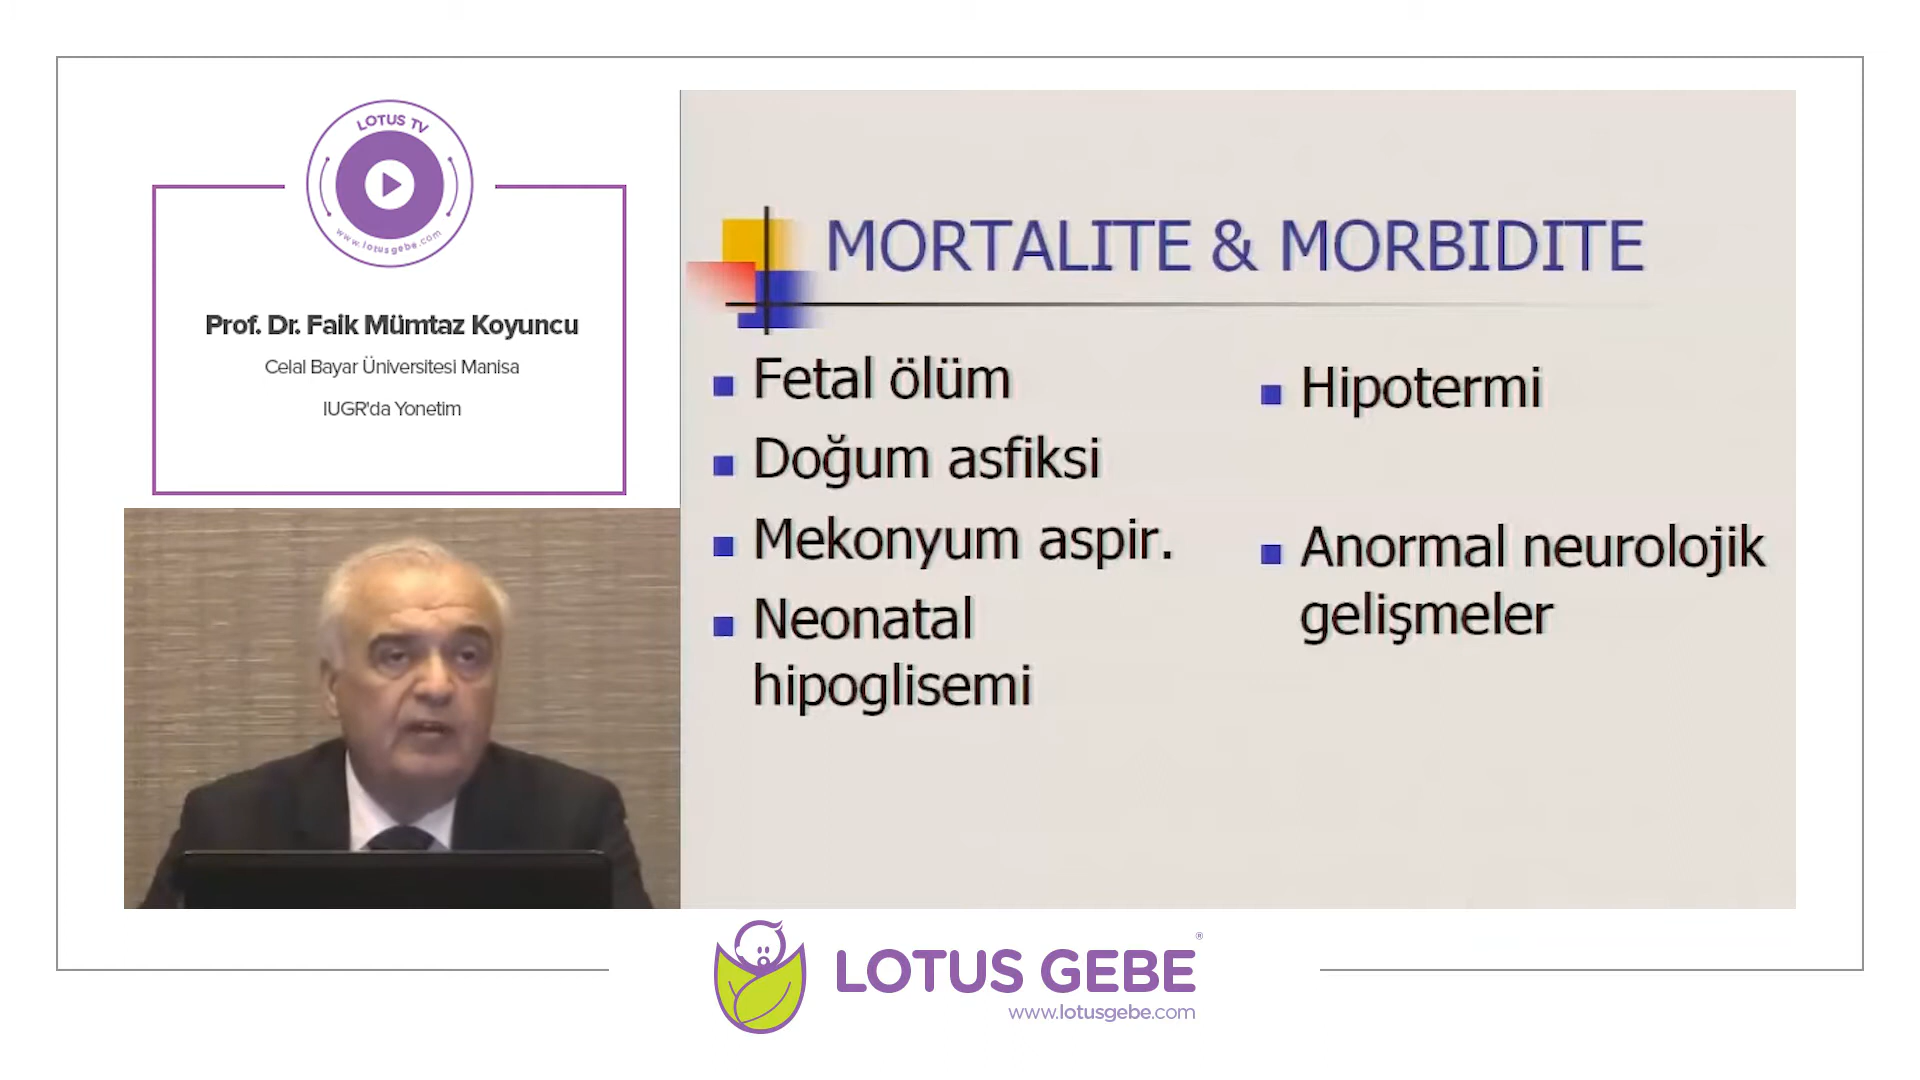 LOTUS TV
www.lotusgebe.com
Prof. Dr. Faik Mümtaz Koyuncu
Celal Bayar Üniversitesi Manisa
IUGR'da Yonetim
MORTALITE & MORBIDITE
Fetal ölüm
Doğum asfiksi
Mekonyum aspir.
Neonatal
hipoglisemi
Hipotermi
Anormal neurolojik
gelişmeler
LOTUS GEBE®
www.lotusgebe.com